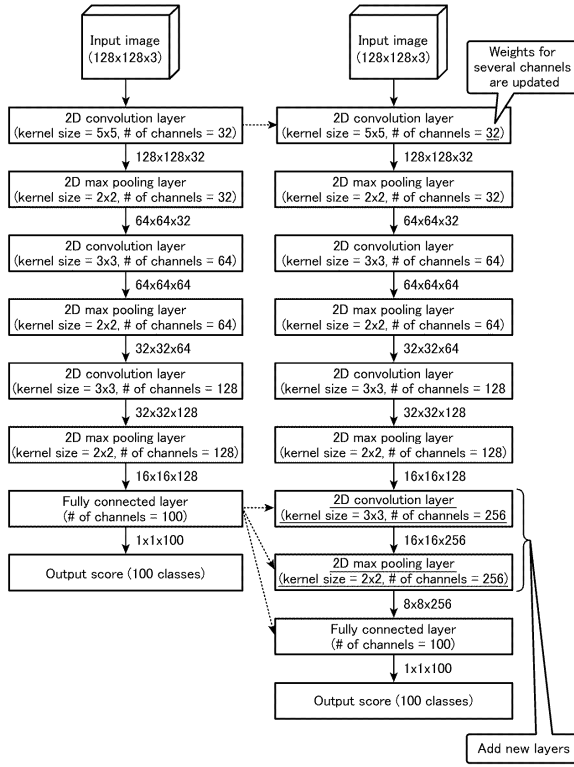 Input image
(128x128x3)
2D convolution layer
(kernel size = 5x5, # of channels = 32)
128x128x32
2D max pooling layer
(kernel size = 2x2, # of channels = 32)
64x64x32
2D convolution layer
(kernel size = 3x3, # of channels = 64)
64x64x64
2D max pooling layer
(kernel size = 2x2, # of channels = 64)
32x32x64
2D convolution layer
(kernel size = 3x3, # of channels = 128
32x32x128
2D max pooling layer
(kernel size = 2x2, # of channels = 128)
16x16x128
Fully connected layer
(# of channels = 100)
1x1x100
Output score (100 classes)
Input image
(128x128x3)
Weights for
several channels
are updated
2D convolution layer
(kernel size = 5x5, # of channels = 32)
128x128x32
2D max pooling layer
(kernel size = 2x2, # of channels = 32)
64x64x32
2D convolution layer
(kernel size = 3x3, # of channels = 64)
64x64x64
2D max pooling layer
(kernel size = 2x2, # of channels = 64)
32x32x64
2D convolution layer
(kernel size = 3x3, # of channels = 128
32x32x128
2D max pooling layer
(kernel size = 2x2, # of channels = 128)
16x16x128
2D convolution layer
(kernel size = 3x3, # of channels = 256
16x16x256
2D max pooling layer
(kernel size = 2x2, # of channels = 256)
8x8x256
Fully connected layer
(# of channels = 100)
1x1x100
Output score (100 classes)
Add new layers